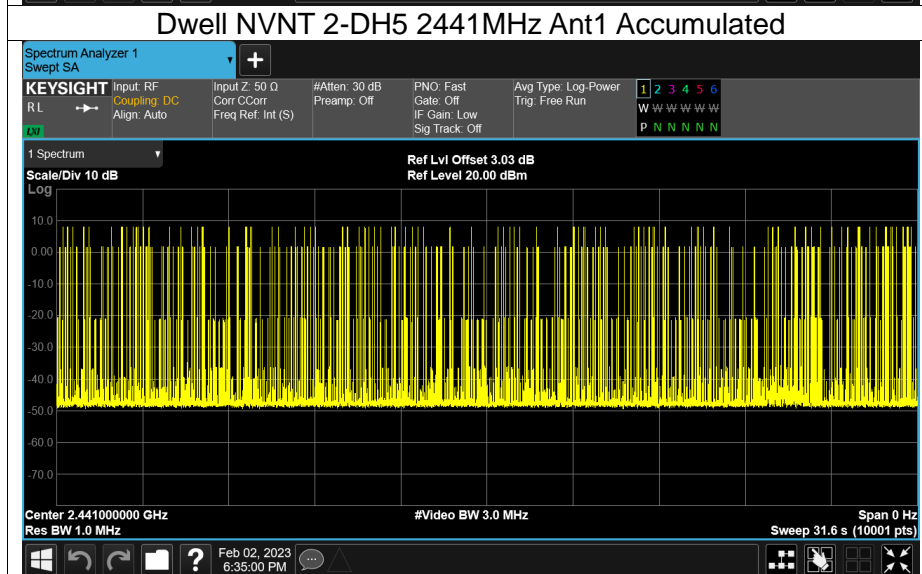 Dwell NVNT 2-DH5 2441MHz Ant1 Accumulated
Spectrum Analyzer 1
Swept SA
+
KEYSIGHT
R L
LXI
Input: RF
Coupling: DC
Align: Auto
Input Z: 50 Ω
Corr CCorr
Freq Ref: Int (S)
#Atten: 30 dB
Preamp: Off
PNO: Fast
Gate: Off
IF Gain: Low
Sig Track: Off
Avg Type: Log-Power
Trig: Free Run
1 2 3 4 5 6
W W W W W W
P N N N N N
1 Spectrum
Scale/Div 10 dB
Ref Lvl Offset 3.03 dB
Ref Level 20.00 dBm
Log
10.0
0.00
-10.0
-20.0
-30.0
-40.0
-50.0
-60.0
-70.0
Center 2.441000000 GHz
#Video BW 3.0 MHz
Span 0 Hz
Res BW 1.0 MHz
Sweep 31.6 s (10001 pts)
?
Feb 02, 2023
6:35:00 PM